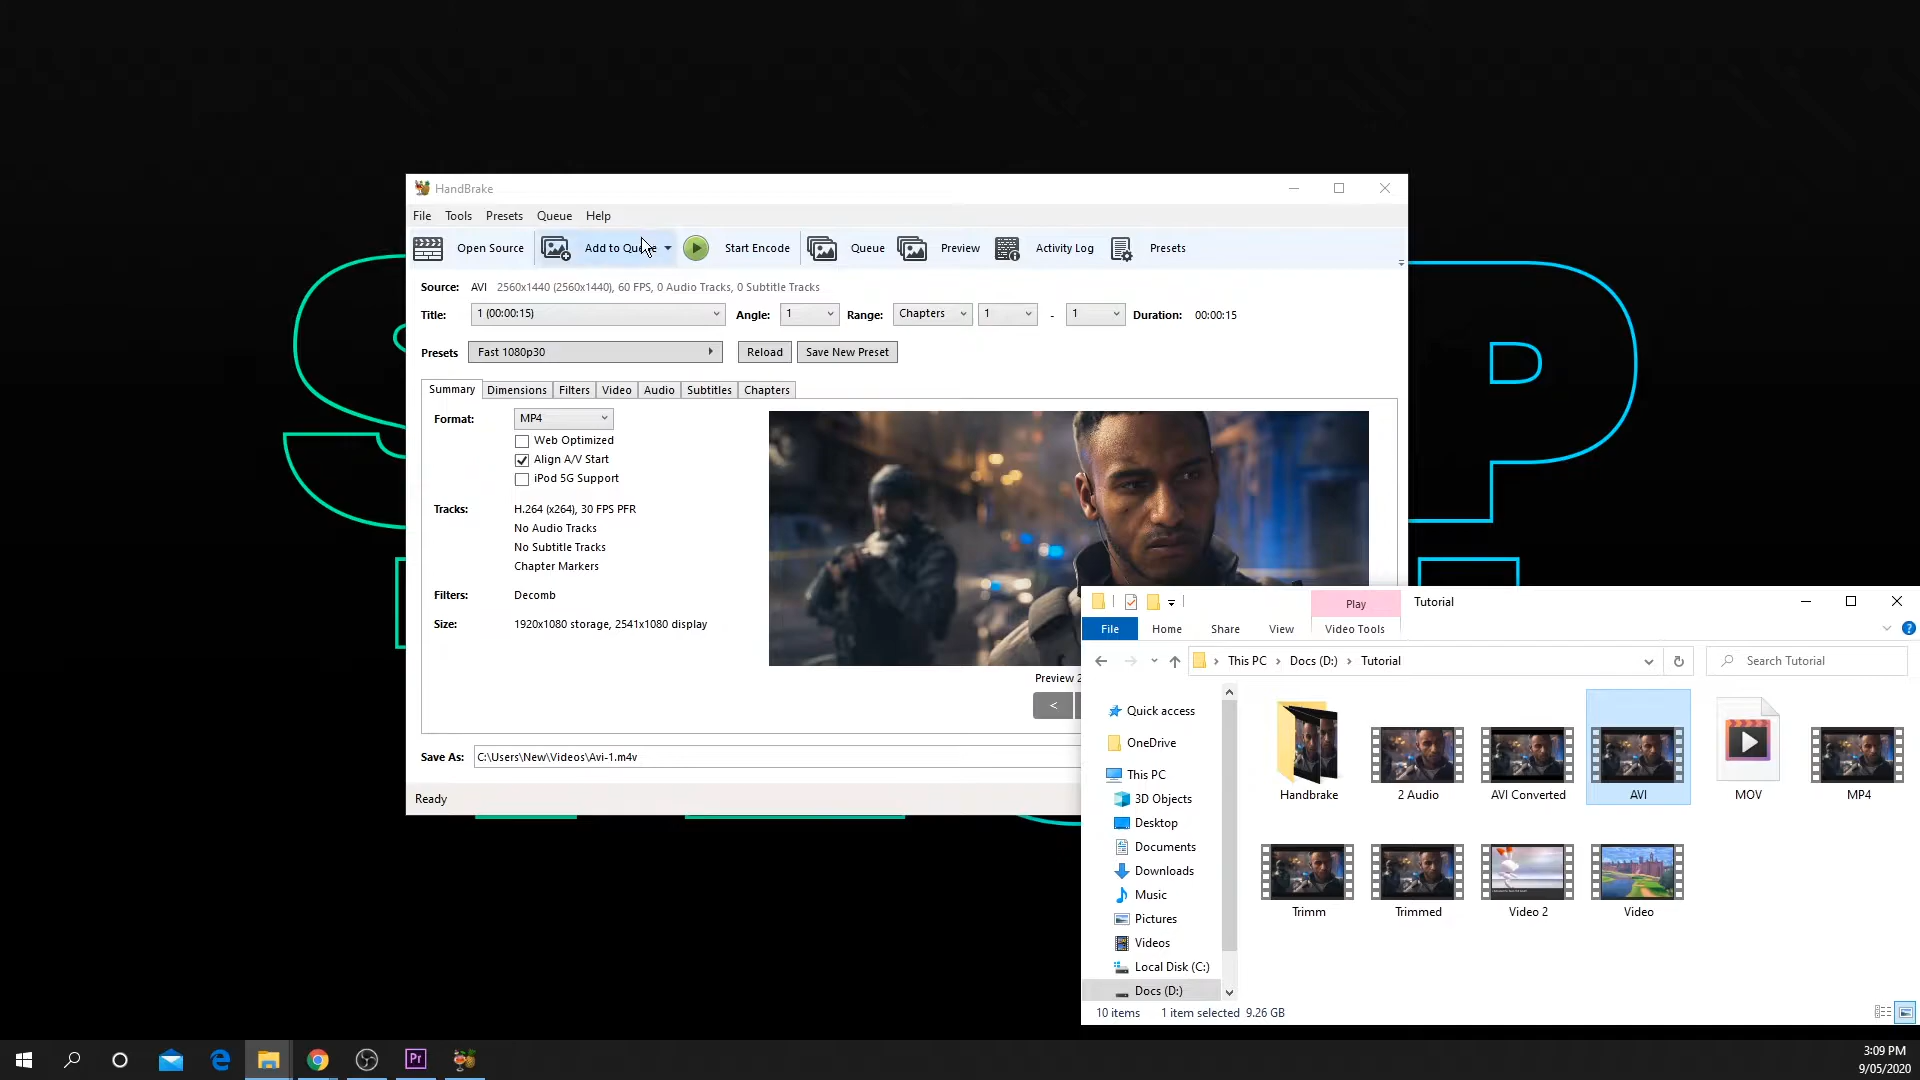 HandBrake
File Tools Presets Queue Help
Open Source Add to Queue Start Encode Queue Preview Activity Log Presets
Source: AVI 2560x1440 (2560x1440), 60 FPS, 0 Audio Tracks, 0 Subtitle Tracks
Title: 1 (00:00:15) Angle: 1 Range: Chapters 1 - 1 Duration: 00:00:15
Presets Fast 1080p30 Reload Save New Preset
Summary Dimensions Filters Video Audio Subtitles Chapters
Format: MP4
Web Optimized
Align A/V Start
iPod 5G Support
Tracks: H.264 (x264), 30 FPS PFR
No Audio Tracks
No Subtitle Tracks
Chapter Markers
Filters: Decomb
Size: 1920x1080 storage, 2541x1080 display
Preview 2
<
Save As: C:\Users\New\Videos\Avi-1.m4v
Ready
Play Tutorial
File Home Share View Video Tools
This PC > Docs (D:) > Tutorial Search Tutorial
Quick access
OneDrive
This PC
3D Objects
Desktop
Documents
Downloads
Music
Pictures
Videos
Local Disk (C:)
Docs (D:)
Handbrake 2 Audio AVI Converted AVI MOV MP4
Trimm Trimmed Video 2 Video
10 items 1 item selected 9.26 GB
Pr
3:09 PM
9/05/2020